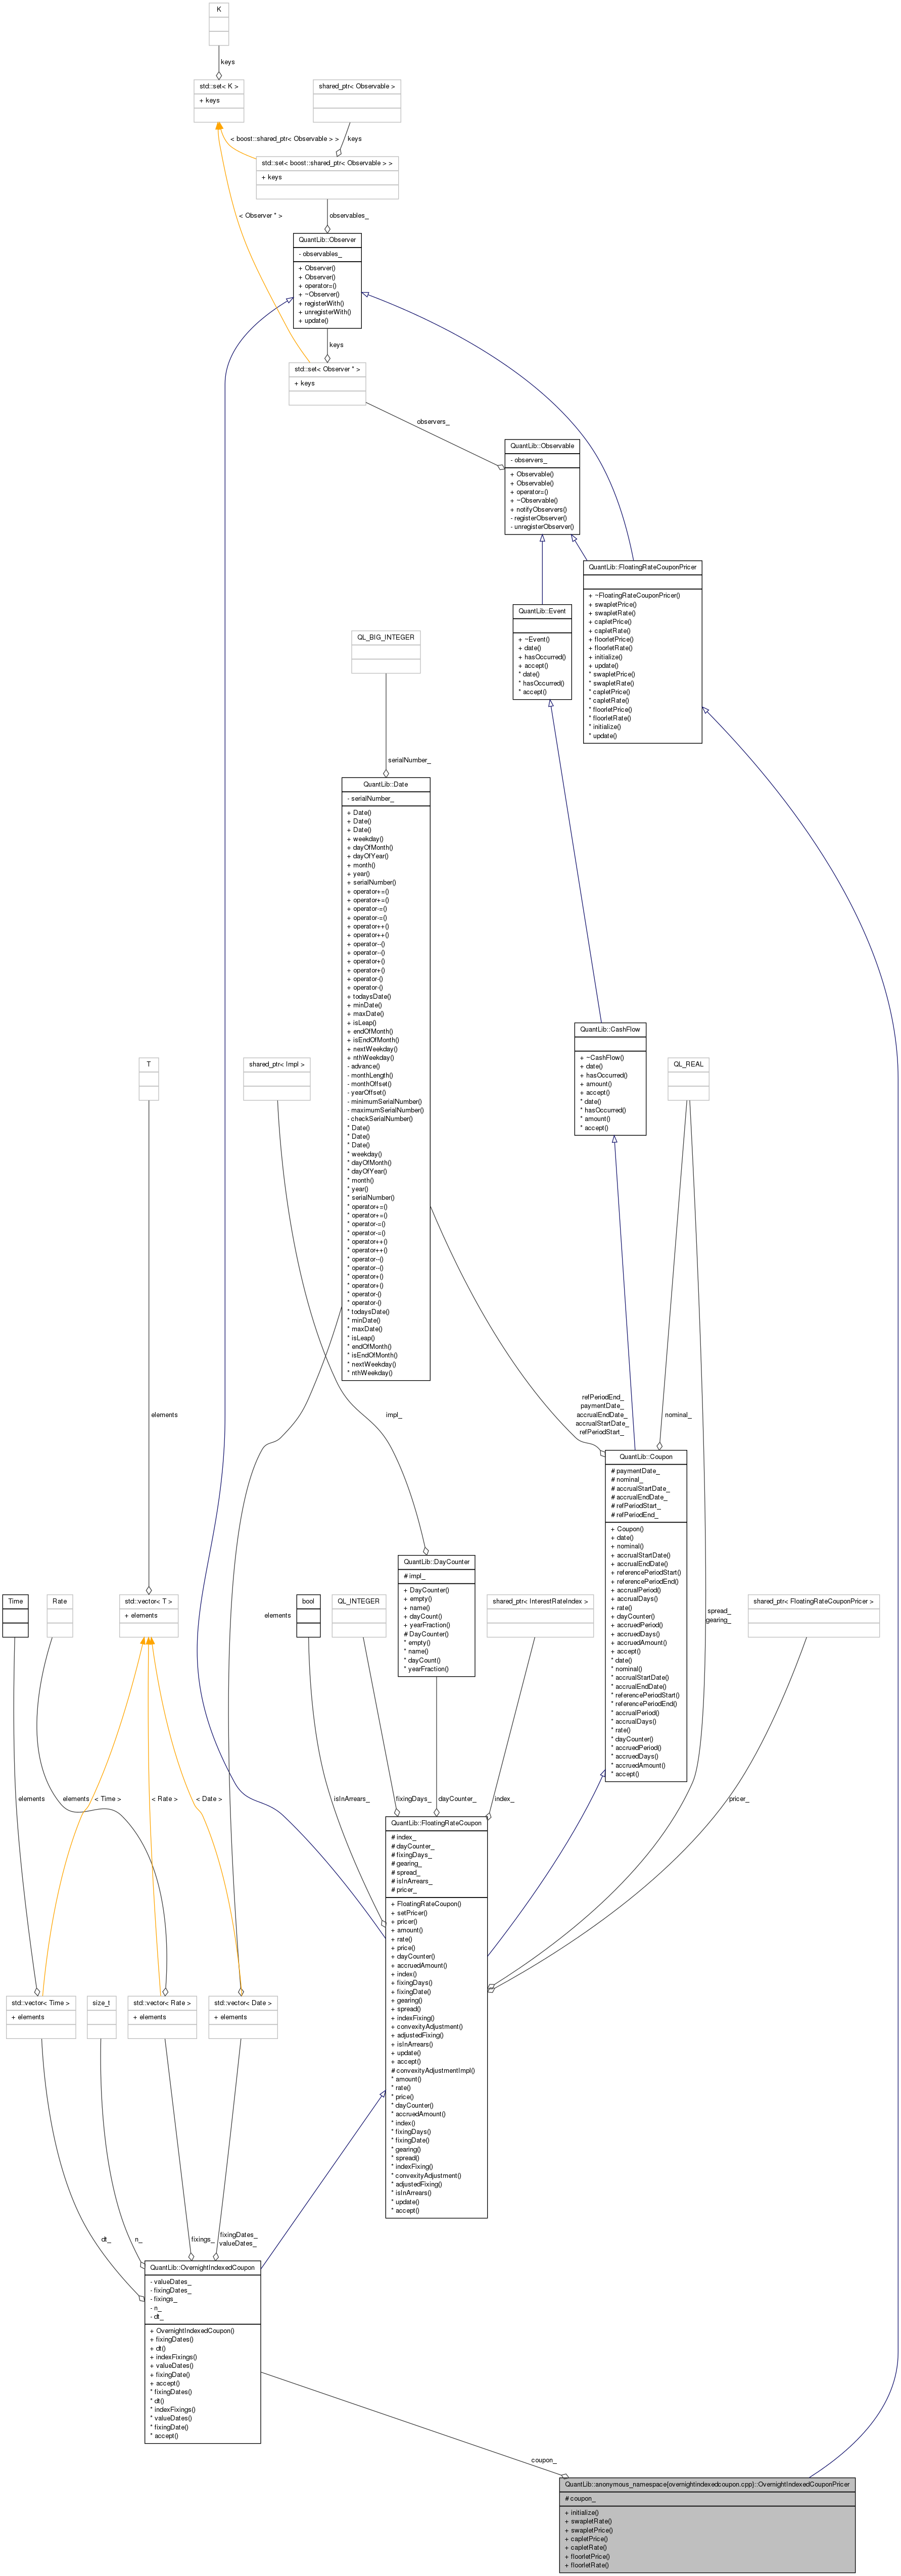 K
keys
std::set< K >
+ keys
shared_ptr< Observable >
< boost::shared_ptr< Observable > >
keys
std::set< boost::shared_ptr< Observable > >
+ keys
< Observer * >
observables_
QuantLib::Observer
- observables_
+ Observer()
+ Observer()
+ operator=()
+ ~Observer()
+ registerWith()
+ unregisterWith()
+ update()
keys
std::set< Observer * >
+ keys
observers_
QuantLib::Observable
- observers_
+ Observable()
+ Observable()
+ operator=()
+ ~Observable()
+ notifyObservers()
- registerObserver()
- unregisterObserver()
QuantLib::FloatingRateCouponPricer
+ ~FloatingRateCouponPricer()
+ swapletPrice()
+ swapletRate()
+ capletPrice()
+ capletRate()
+ floorletPrice()
+ floorletRate()
+ initialize()
+ update()
* swapletPrice()
* swapletRate()
* capletPrice()
* capletRate()
* floorletPrice()
* floorletRate()
* initialize()
* update()
QuantLib::Event
+ ~Event()
+ date()
+ hasOccurred()
+ accept()
* date()
* hasOccurred()
* accept()
QL_BIG_INTEGER
serialNumber_
QuantLib::Date
- serialNumber_
+ Date()
+ Date()
+ Date()
+ weekday()
+ dayOfMonth()
+ dayOfYear()
+ month()
+ year()
+ serialNumber()
+ operator+=()
+ operator+=()
+ operator-=()
+ operator-=()
+ operator++()
+ operator++()
+ operator--()
+ operator--()
+ operator+()
+ operator+()
+ operator-()
+ operator-()
+ todaysDate()
+ minDate()
+ maxDate()
+ isLeap()
+ endOfMonth()
+ isEndOfMonth()
+ nextWeekday()
+ nthWeekday()
- advance()
- monthLength()
- monthOffset()
- yearOffset()
- minimumSerialNumber()
- maximumSerialNumber()
- checkSerialNumber()
* Date()
* Date()
* Date()
* weekday()
* dayOfMonth()
* dayOfYear()
* month()
* year()
* serialNumber()
* operator+=()
* operator+=()
* operator-=()
* operator-=()
* operator++()
* operator++()
* operator--()
* operator--()
* operator+()
* operator+()
* operator-()
* operator-()
* todaysDate()
* minDate()
* maxDate()
* isLeap()
* endOfMonth()
* isEndOfMonth()
* nextWeekday()
* nthWeekday()
QuantLib::CashFlow
+ ~CashFlow()
+ date()
+ hasOccurred()
+ amount()
+ accept()
* date()
* hasOccurred()
* amount()
* accept()
T
shared_ptr< Impl >
QL_REAL
elements
impl_
refPeriodEnd_
paymentDate_
accrualEndDate_
accrualStartDate_
refPeriodStart_
nominal_
QuantLib::Coupon
# paymentDate_
# nominal_
# accrualStartDate_
# accrualEndDate_
# refPeriodStart_
# refPeriodEnd_
+ Coupon()
+ date()
+ nominal()
+ accrualStartDate()
+ accrualEndDate()
+ referencePeriodStart()
+ referencePeriodEnd()
+ accrualPeriod()
+ accrualDays()
+ rate()
+ dayCounter()
+ accruedPeriod()
+ accruedDays()
+ accruedAmount()
+ accept()
* date()
* nominal()
* accrualStartDate()
* accrualEndDate()
* referencePeriodStart()
* referencePeriodEnd()
* accrualPeriod()
* accrualDays()
* rate()
* dayCounter()
* accruedPeriod()
* accruedDays()
* accruedAmount()
* accept()
QuantLib::DayCounter
# impl_
+ DayCounter()
+ empty()
+ name()
+ dayCount()
+ yearFraction()
# DayCounter()
* empty()
* name()
* dayCount()
* yearFraction()
Time
Rate
std::vector< T >
+ elements
elements
bool
QL_INTEGER
shared_ptr< InterestRateIndex >
spread_
gearing_
shared_ptr< FloatingRateCouponPricer >
elements
elements
< Time >
< Rate >
< Date >
isInArrears_
fixingDays_
dayCounter_
index_
pricer_
QuantLib::FloatingRateCoupon
# index_
# dayCounter_
# fixingDays_
# gearing_
# spread_
# isInArrears_
# pricer_
+ FloatingRateCoupon()
+ setPricer()
+ pricer()
+ amount()
+ rate()
+ price()
+ dayCounter()
+ accruedAmount()
+ index()
+ fixingDays()
+ fixingDate()
+ gearing()
+ spread()
+ indexFixing()
+ convexityAdjustment()
+ adjustedFixing()
+ isInArrears()
+ update()
+ accept()
# convexityAdjustmentImpl()
* amount()
* rate()
* price()
* dayCounter()
* accruedAmount()
* index()
* fixingDays()
* fixingDate()
* gearing()
* spread()
* indexFixing()
* convexityAdjustment()
* adjustedFixing()
* isInArrears()
* update()
* accept()
std::vector< Time >
+ elements
size_t
std::vector< Rate >
+ elements
std::vector< Date >
+ elements
dt_
n_
fixings_
fixingDates_
valueDates_
QuantLib::OvernightIndexedCoupon
- valueDates_
- fixingDates_
- fixings_
- n_
- dt_
+ OvernightIndexedCoupon()
+ fixingDates()
+ dt()
+ indexFixings()
+ valueDates()
+ fixingDate()
+ accept()
* fixingDates()
* dt()
* indexFixings()
* valueDates()
* fixingDate()
* accept()
coupon_
QuantLib::anonymous_namespace{overnightindexedcoupon.cpp}::OvernightIndexedCouponPricer
# coupon_
+ initialize()
+ swapletRate()
+ swapletPrice()
+ capletPrice()
+ capletRate()
+ floorletPrice()
+ floorletRate()